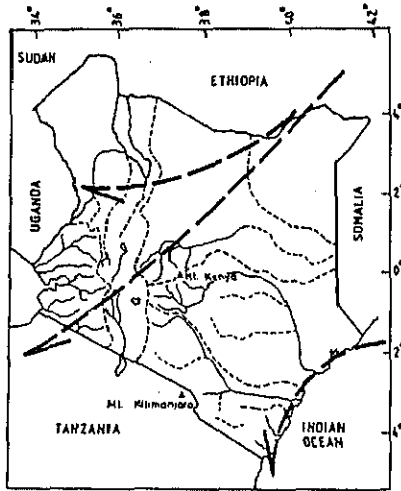 34°
36°
38°
40°
42°
SUDAN
ETHIOPIA
4°
UGANDA
2°
SOMALIA
0°
Mt. Kenya
2°
Mt. Kilimanjaro
TANZANIA
INDIAN
OCEAN
4°